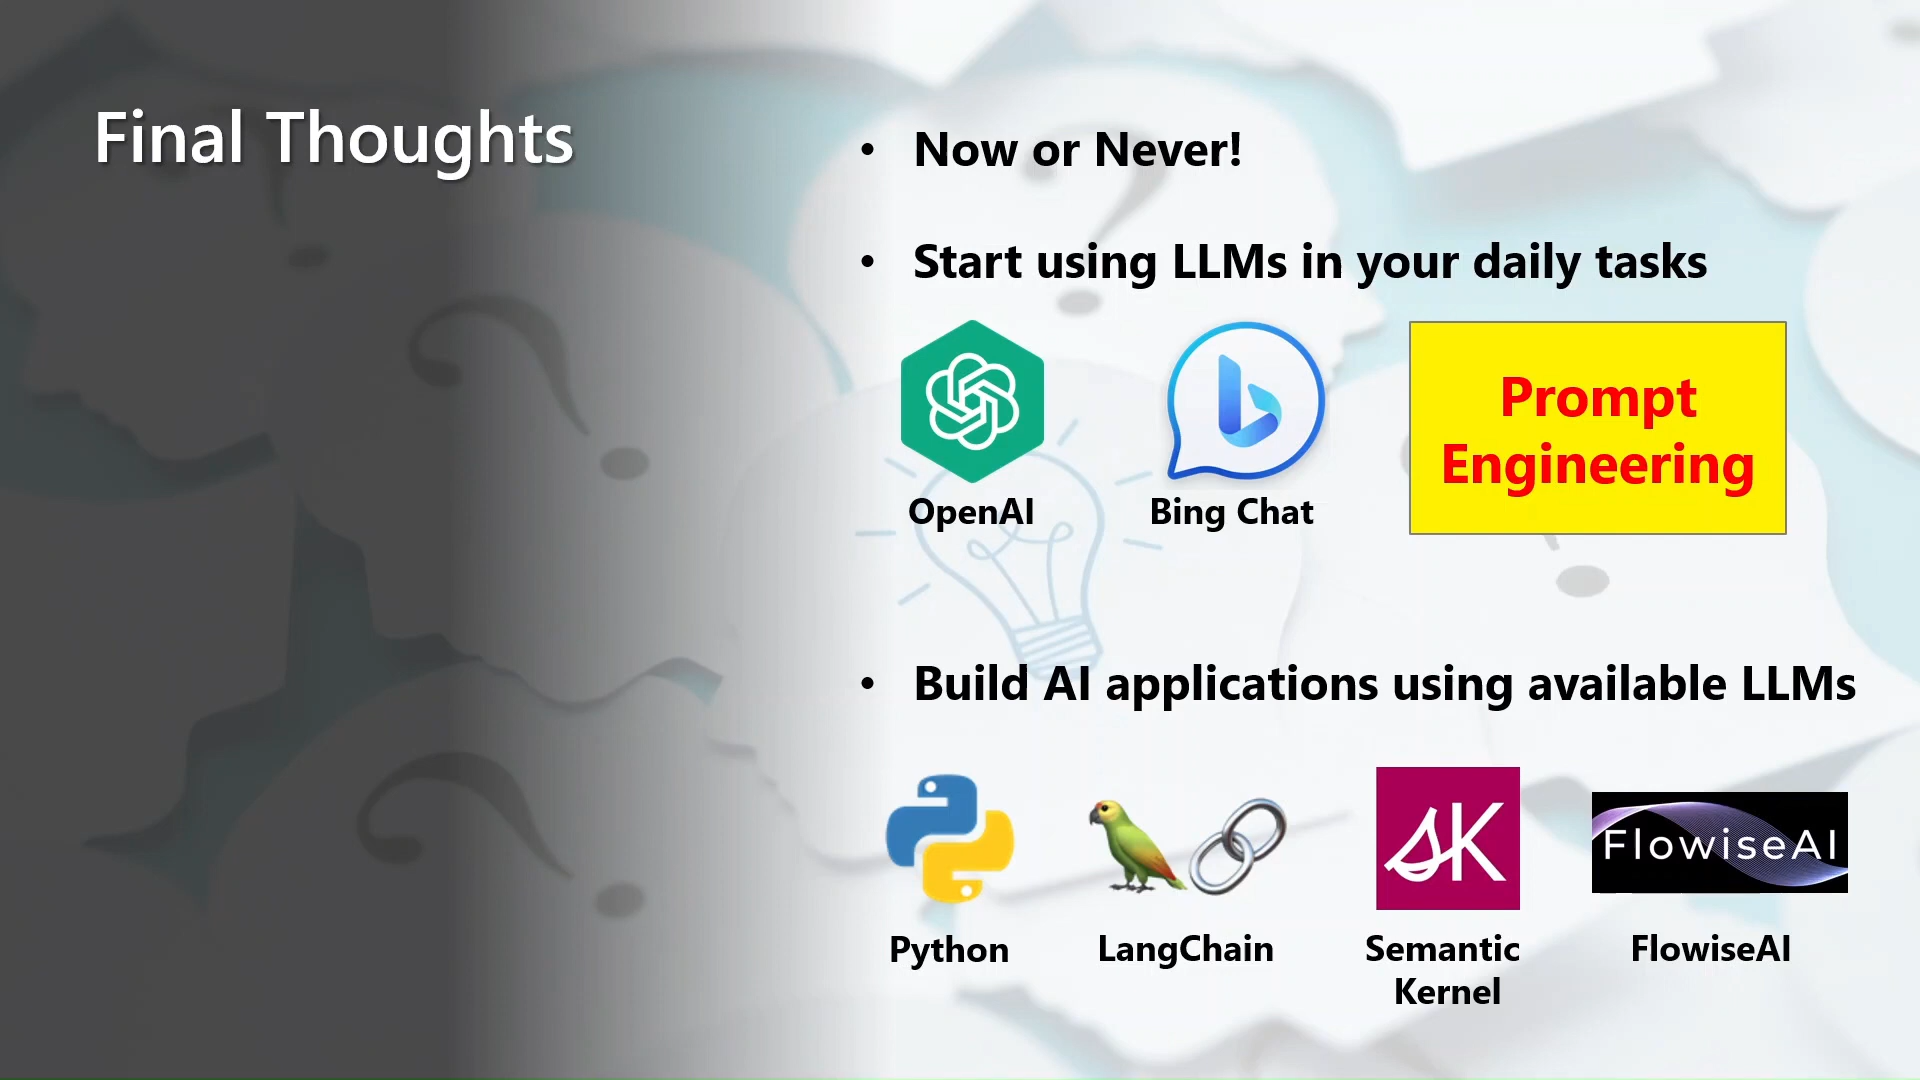 Final Thoughts
• Now or Never!
• Start using LLMs in your daily tasks
Prompt
Engineering
OpenAI
Bing Chat
• Build AI applications using available LLMs
SK
FlowiseAI
Python
LangChain
Semantic
Kernel
FlowiseAI